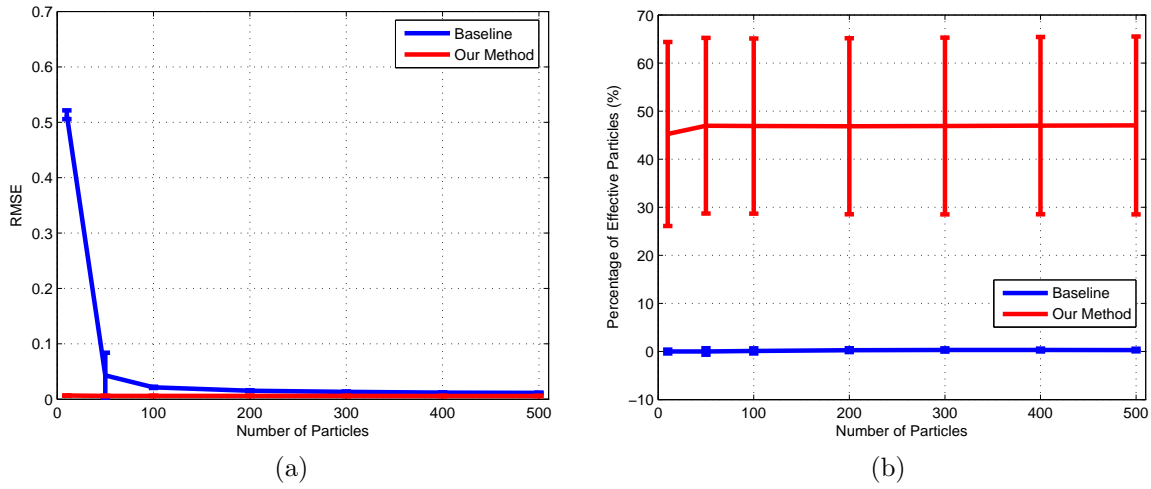 0.7
0.6
0.5
0.4
0.3
0.2
0.1
0
RMSE
Baseline
Our Method
0 100 200 300 400 500
Number of Particles
(a)
70
60
50
40
30
20
10
0
−10
Percentage of Effective Particles (%)
Baseline
Our Method
0 100 200 300 400 500
Number of Particles
(b)